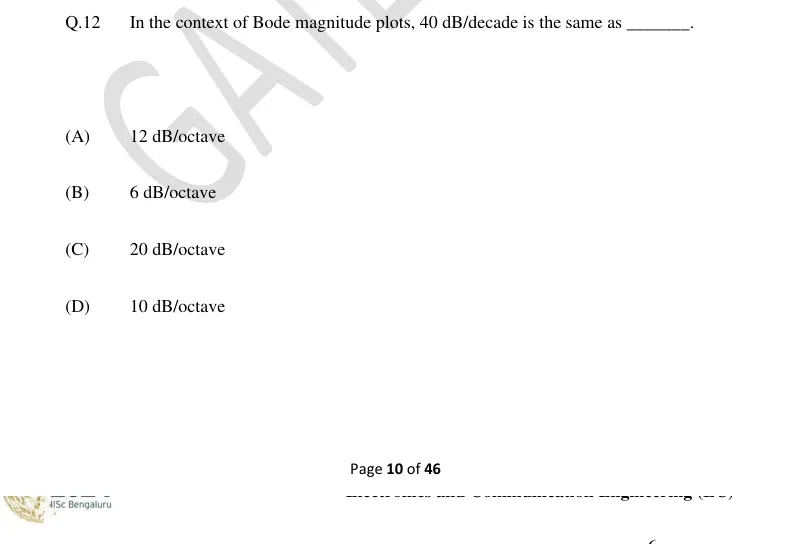 GATE
Q.12 In the context of Bode magnitude plots, 40 dB/decade is the same as _______.
(A) 12 dB/octave
(B) 6 dB/octave
(C) 20 dB/octave
(D) 10 dB/octave
Page 10 of 46
IISc Bengaluru